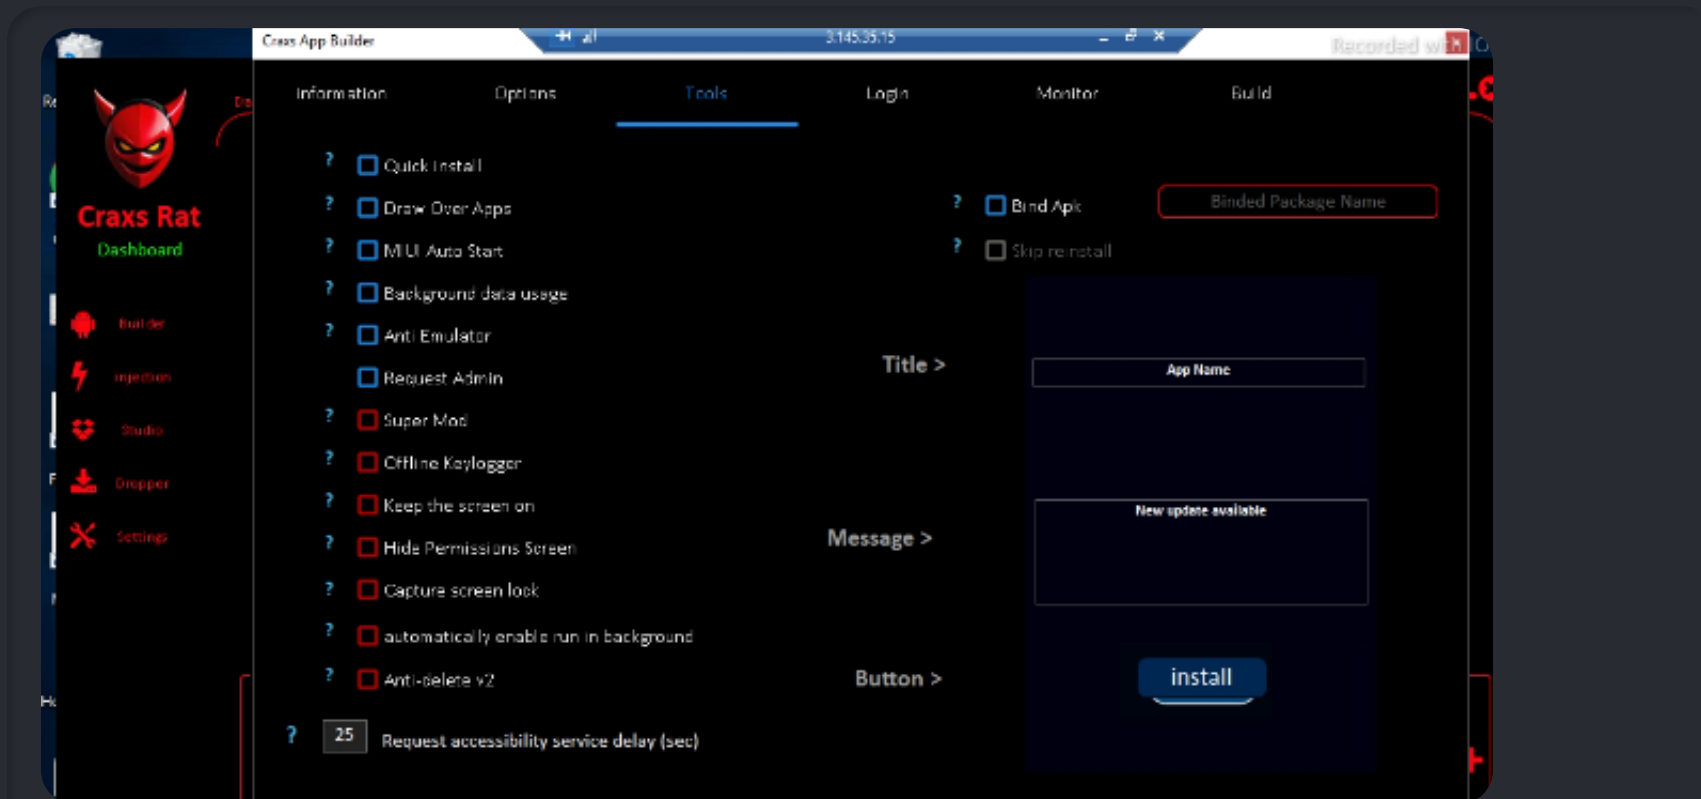 Craxs App Builder
3.145.35.15
Recorded with
Information Options Tools Login Monitor Build
Craxs Rat
Dashboard
Builder
injection
Studio
Dropper
Settings
? Quick install
? Draw Over Apps
? MIUI Auto Start
? Background data usage
? Anti Emulator
Request Admin
? Super Mod
? Offline Keylogger
? Keep the screen on
? Hide Permissions Screen
? Capture screen lock
? automatically enable run in background
? Anti-delete v2
? 25 Request accessibility service delay (sec)
? Bind Apk Binded Package Name
? Skip reinstall
Title > App Name
Message > New update available
Button > install